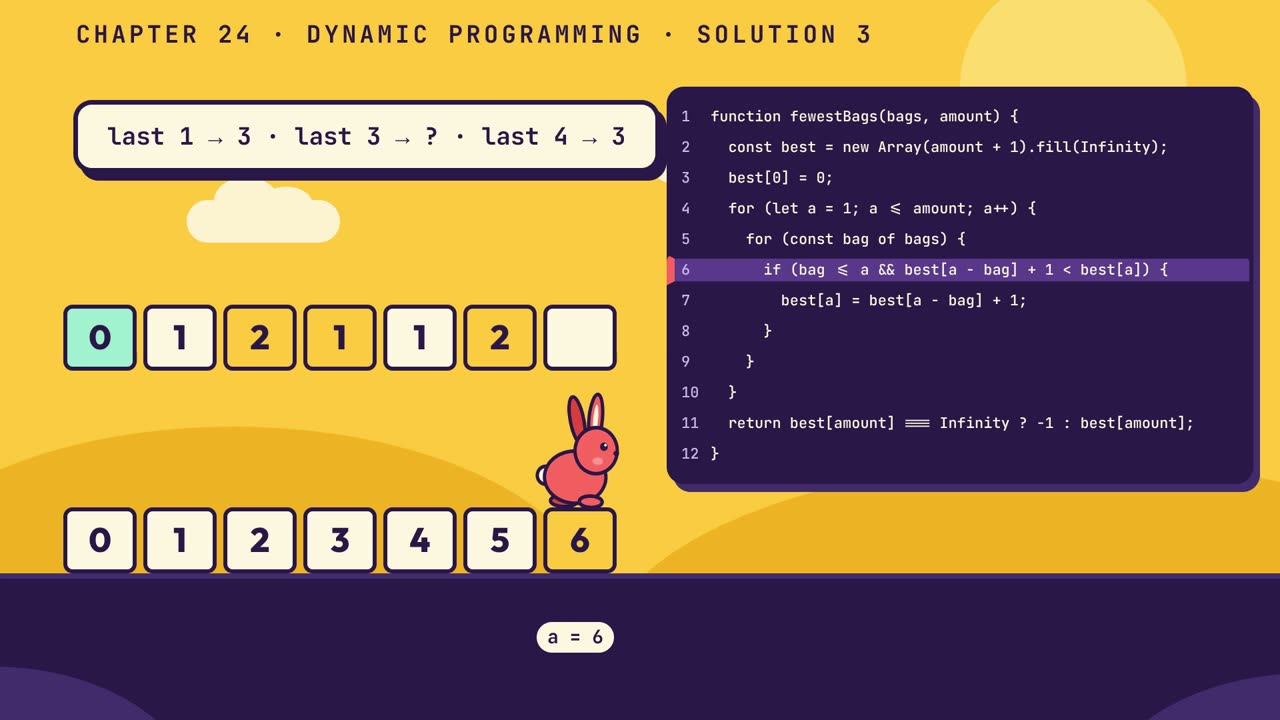 CHAPTER 24 · DYNAMIC PROGRAMMING · SOLUTION 3
last 1 → 3 · last 3 → ? · last 4 → 3
0 1 2 1 1 2
0 1 2 3 4 5 6
a = 6
1 function fewestBags(bags, amount) {
2 const best = new Array(amount + 1).fill(Infinity);
3 best[0] = 0;
4 for (let a = 1; a <= amount; a++) {
5 for (const bag of bags) {
6 if (bag <= a && best[a - bag] + 1 < best[a]) {
7 best[a] = best[a - bag] + 1;
8 }
9 }
10 }
11 return best[amount] === Infinity ? -1 : best[amount];
12 }